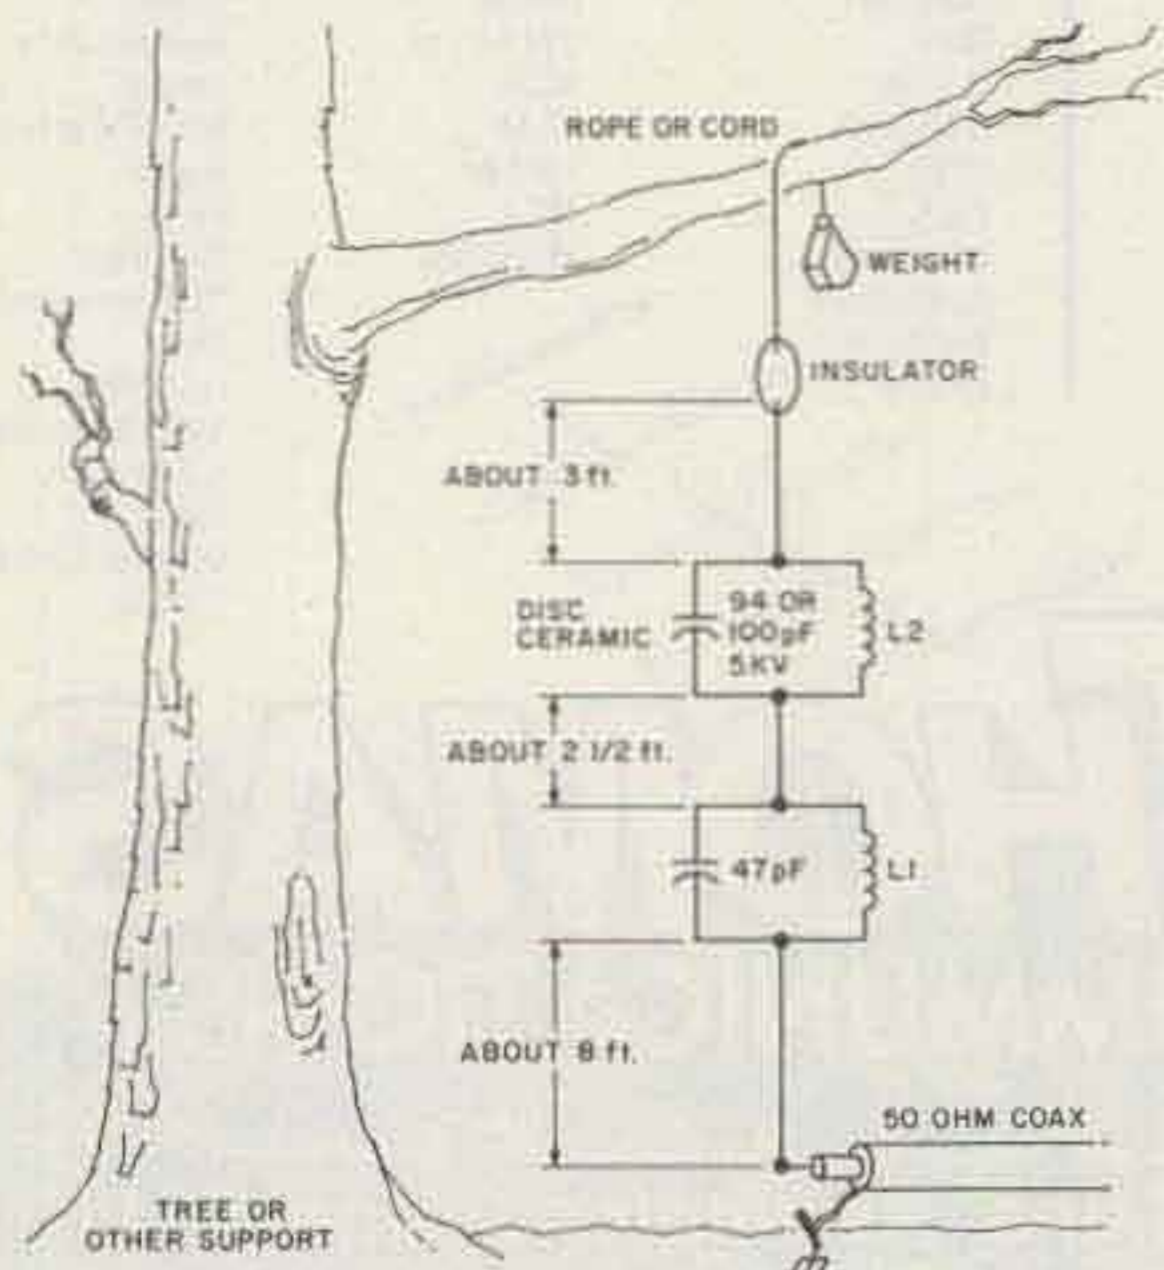 ROPE OR CORD
WEIGHT
INSULATOR
ABOUT 3 ft.
DISC
CERAMIC
94 OR
100pF
5KV
L2
ABOUT 2 1/2 ft.
47pF
L1
ABOUT 8 ft.
50 OHM COAX
TREE OR
OTHER SUPPORT